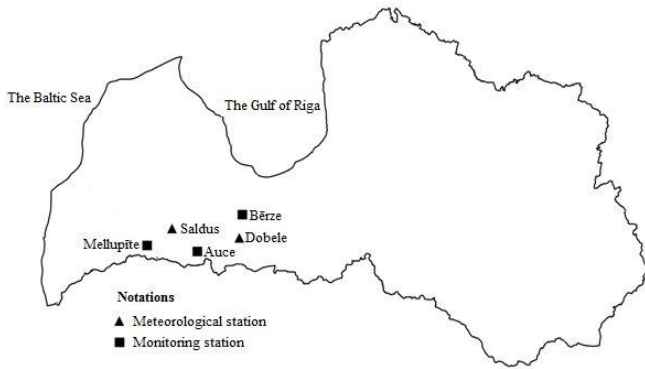 The Baltic Sea
The Gulf of Riga
Bērze
Saldus
Dobele
Mellupīte
Auce
Notations
Meteorological station
Monitoring station